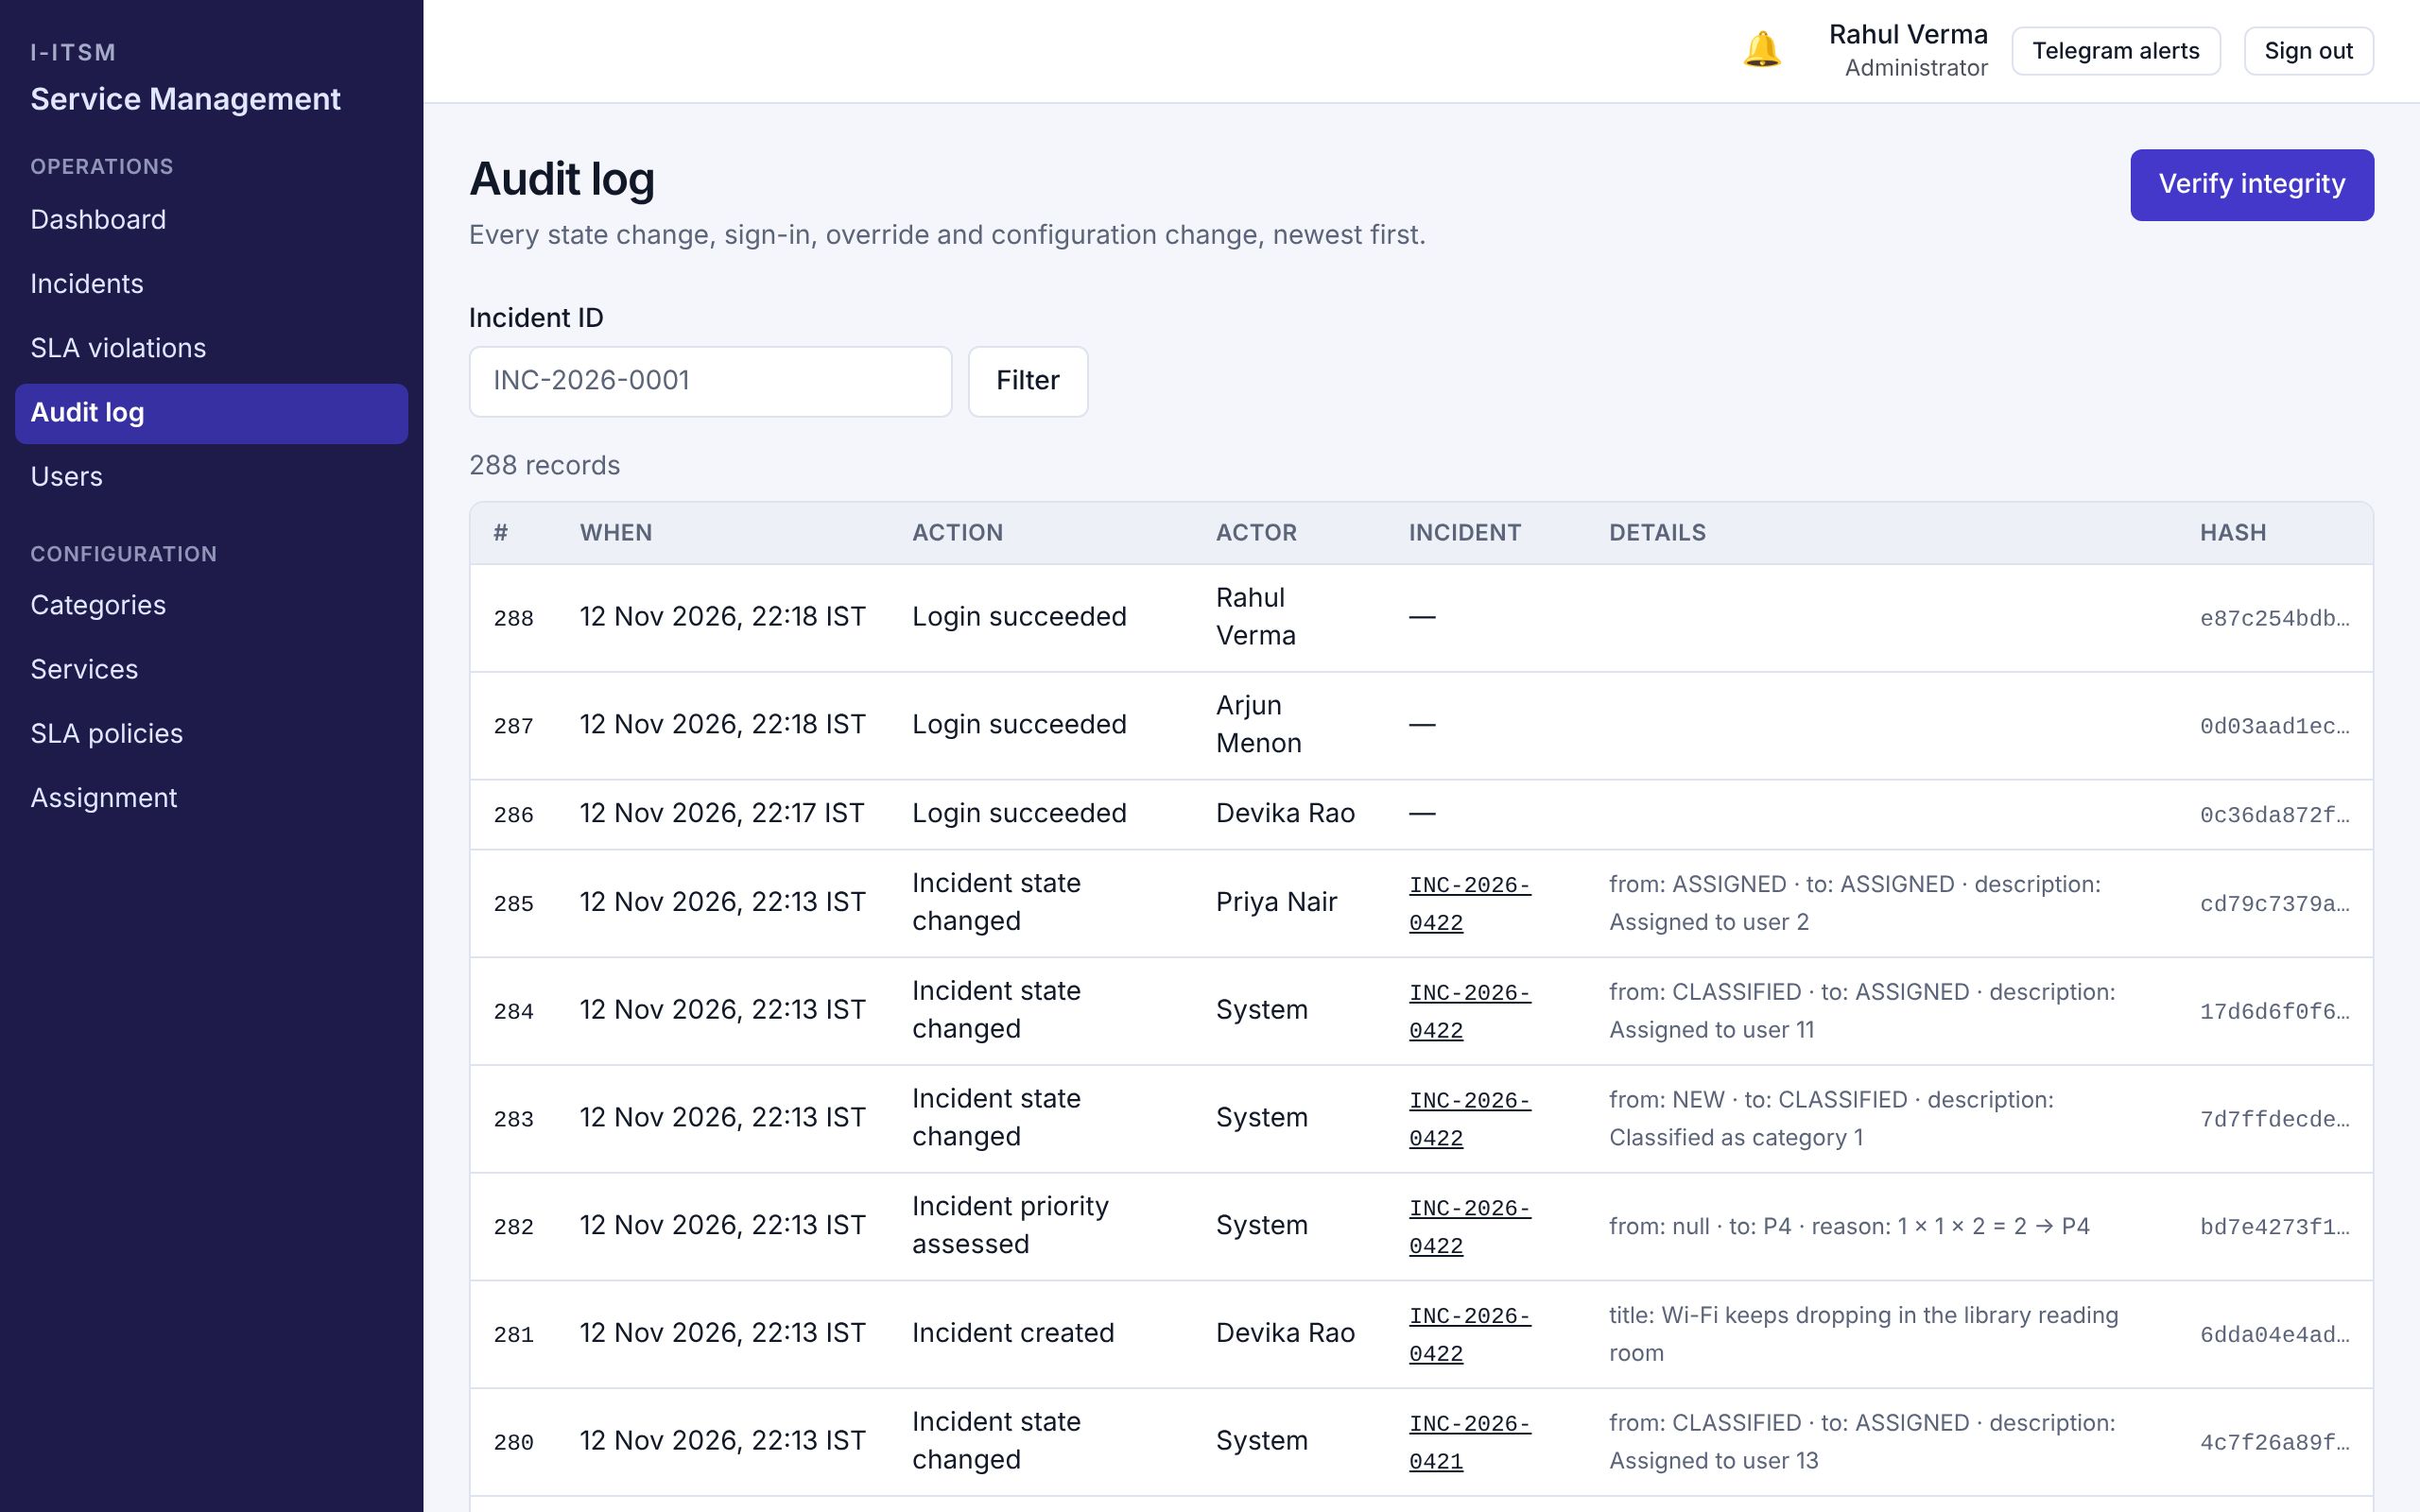 I-ITSM
Service Management
OPERATIONS
Dashboard
Incidents
SLA violations
Audit log
Users
CONFIGURATION
Categories
Services
SLA policies
Assignment
Rahul Verma
Administrator
Telegram alerts
Sign out
Audit log
Every state change, sign-in, override and configuration change, newest first.
Verify integrity
Incident ID
INC-2026-0001
Filter
288 records
# WHEN ACTION ACTOR INCIDENT DETAILS HASH
288 12 Nov 2026, 22:18 IST Login succeeded Rahul Verma — e87c254bdb…
287 12 Nov 2026, 22:18 IST Login succeeded Arjun Menon — 0d03aad1ec…
286 12 Nov 2026, 22:17 IST Login succeeded Devika Rao — 0c36da872f…
285 12 Nov 2026, 22:13 IST Incident state changed Priya Nair INC-2026-0422 from: ASSIGNED · to: ASSIGNED · description: Assigned to user 2 cd79c7379a…
284 12 Nov 2026, 22:13 IST Incident state changed System INC-2026-0422 from: CLASSIFIED · to: ASSIGNED · description: Assigned to user 11 17d6d6f0f6…
283 12 Nov 2026, 22:13 IST Incident state changed System INC-2026-0422 from: NEW · to: CLASSIFIED · description: Classified as category 1 7d7ffdecde…
282 12 Nov 2026, 22:13 IST Incident priority assessed System INC-2026-0422 from: null · to: P4 · reason: 1 × 1 × 2 = 2 → P4 bd7e4273f1…
281 12 Nov 2026, 22:13 IST Incident created Devika Rao INC-2026-0422 title: Wi-Fi keeps dropping in the library reading room 6dda04e4ad…
280 12 Nov 2026, 22:13 IST Incident state changed System INC-2026-0421 from: CLASSIFIED · to: ASSIGNED · description: Assigned to user 13 4c7f26a89f…